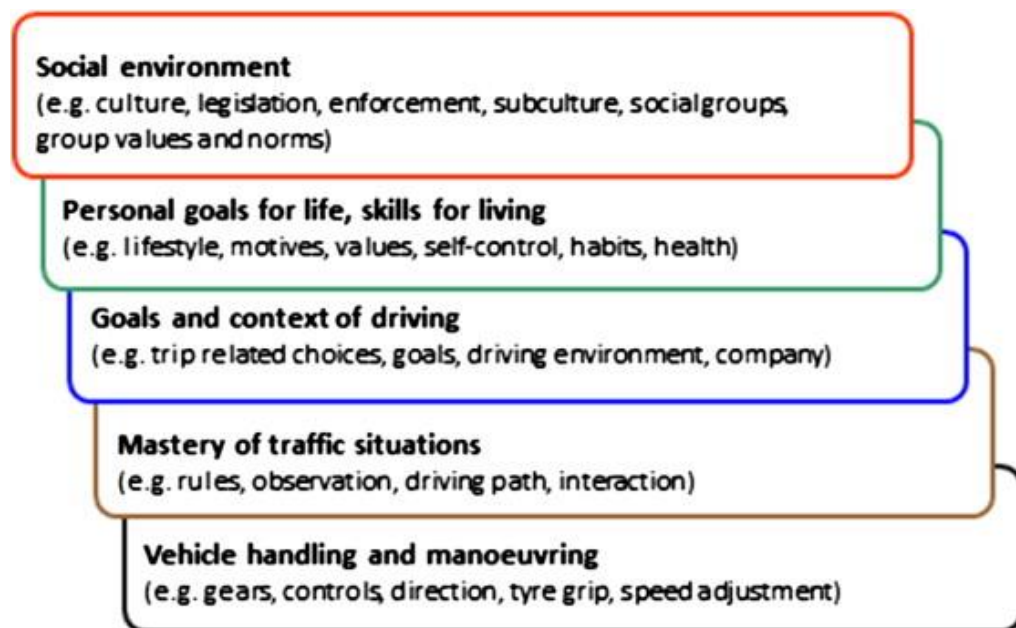 Social environment
(e.g. culture, legislation, enforcement, subculture, social groups,
group values and norms)
Personal goals for life, skills for living
(e.g. lifestyle, motives, values, self-control, habits, health)
Goals and context of driving
(e.g. trip related choices, goals, driving environment, company)
Mastery of traffic situations
(e.g. rules, observation, driving path, interaction)
Vehicle handling and manoeuvring
(e.g. gears, controls, direction, tyre grip, speed adjustment)